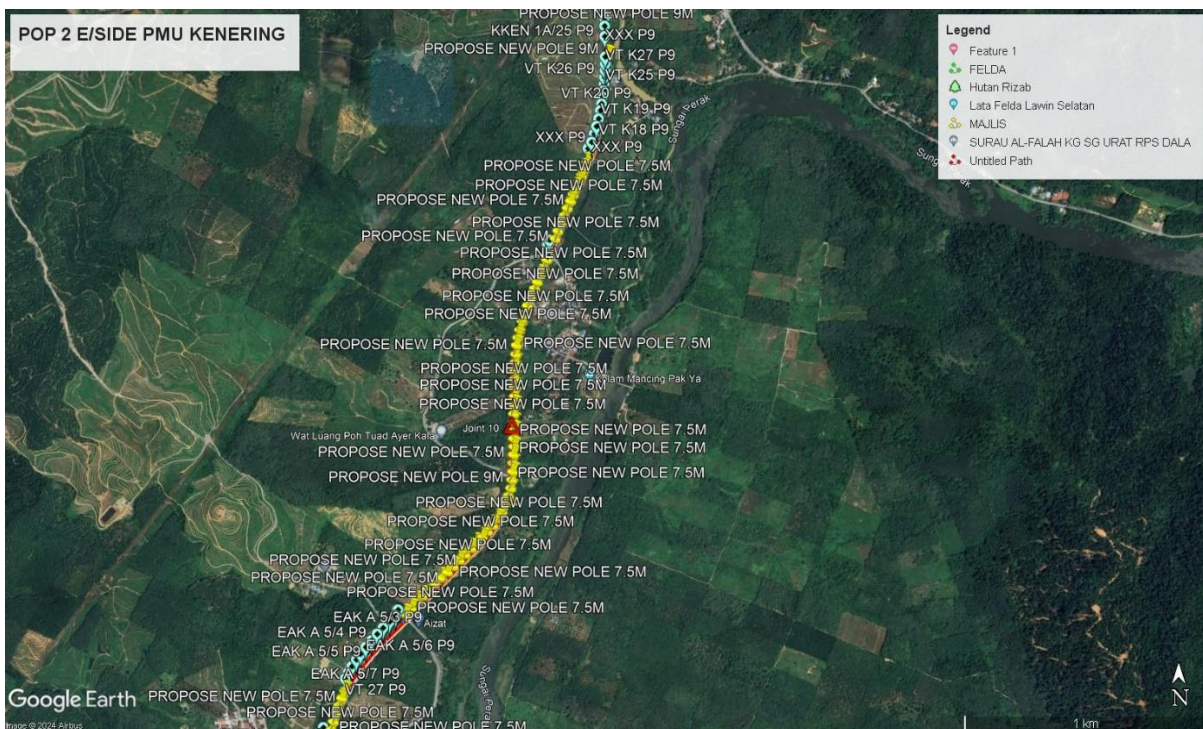 POP 2 E/SIDE PMU KENERING
PROPOSE NEW POLE 9M
KKEN 1A/25 P9
XXX P9
PROPOSE NEW POLE 9M
VT K27 P9
VT K26 P9
VT K25 P9
VT K20 P9
VT K19 P9
VT K18 P9
XXX P9
XXX P9
PROPOSE NEW POLE 7.5M
PROPOSE NEW POLE 7.5M
PROPOSE NEW POLE 7.5M
PROPOSE NEW POLE 7.5M
PROPOSE NEW POLE 7.5M
PROPOSE NEW POLE 7.5M
PROPOSE NEW POLE 7.5M
PROPOSE NEW POLE 7.5M
PROPOSE NEW POLE 7.5M
PROPOSE NEW POLE 7.5M
PROPOSE NEW POLE 7.5M
PROPOSE NEW POLE 7.5M
Mancing Pak Ya
PROPOSE NEW POLE 7.5M
PROPOSE NEW POLE 7.5M
Joint 10
PROPOSE NEW POLE 7.5M
Wat Luang Poh Tuad Ayer Kala
PROPOSE NEW POLE 7.5M
PROPOSE NEW POLE 7.5M
PROPOSE NEW POLE 9M
PROPOSE NEW POLE 7.5M
PROPOSE NEW POLE 7.5M
PROPOSE NEW POLE 7.5M
PROPOSE NEW POLE 7.5M
PROPOSE NEW POLE 7.5M
PROPOSE NEW POLE 7.5M
PROPOSE NEW POLE 7.5M
PROPOSE NEW POLE 7.5M
PROPOSE NEW POLE 7.5M
EAK A 5/3 P9
Aizat
EAK A 5/4 P9
EAK A 5/6 P9
EAK A 5/5 P9
EAK A 5/7 P9
VT 27 P9
PROPOSE NEW POLE 7.5M
PROPOSE NEW POLE 7.5M
PROPOSE NEW POLE 7.5M
Sungai Perak
Sungai Perak
Legend
Feature 1
FELDA
Hutan Rizab
Lata Felda Lawin Selatan
MAJLIS
SURAU AL-FALAH KG SG URAT RPS DALA
Untitled Path
Google Earth
Image © 2024 Airbus
1 km
N